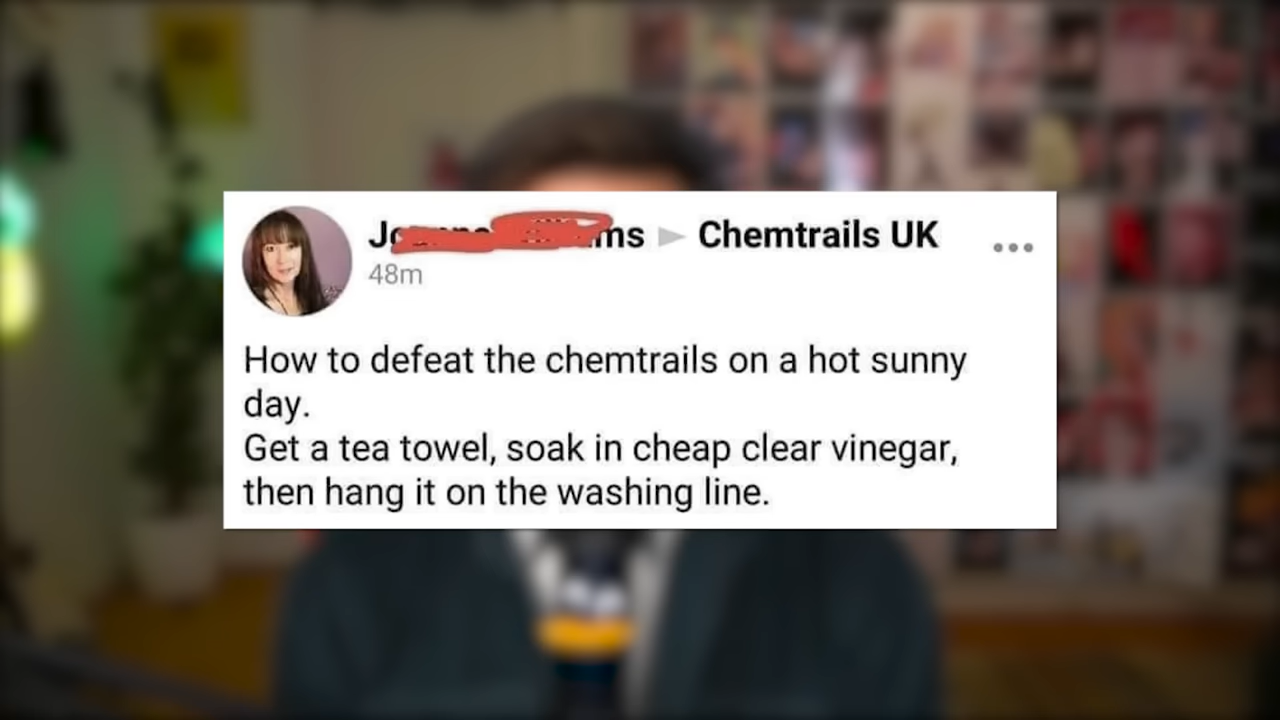 Chemtrails UK
48m
How to defeat the chemtrails on a hot sunny
day.
Get a tea towel, soak in cheap clear vinegar,
then hang it on the washing line.